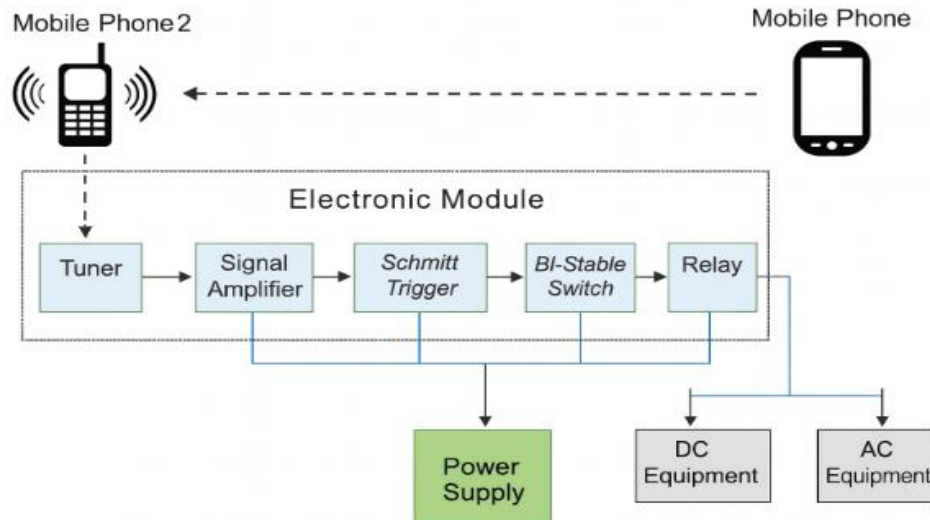 Mobile Phone2
Mobile Phone
Electronic Module
Tuner
Signal
Amplifier
Schmitt
Trigger
BI-Stable
Switch
Relay
Power
Supply
DC
Equipment
AC
Equipment